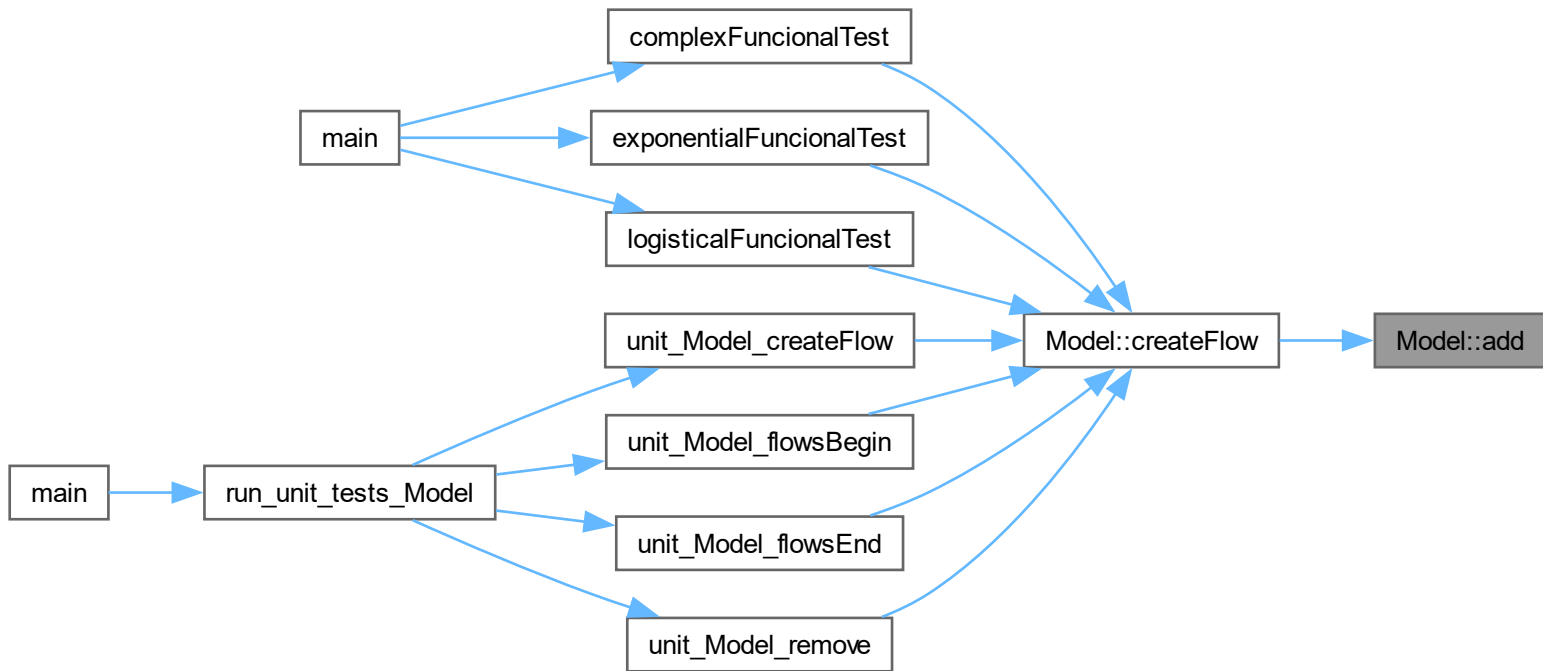 complexFuncionalTest
main
exponentialFuncionalTest
logisticalFuncionalTest
unit_Model_createFlow
Model::createFlow
Model::add
unit_Model_flowsBegin
main
run_unit_tests_Model
unit_Model_flowsEnd
unit_Model_remove